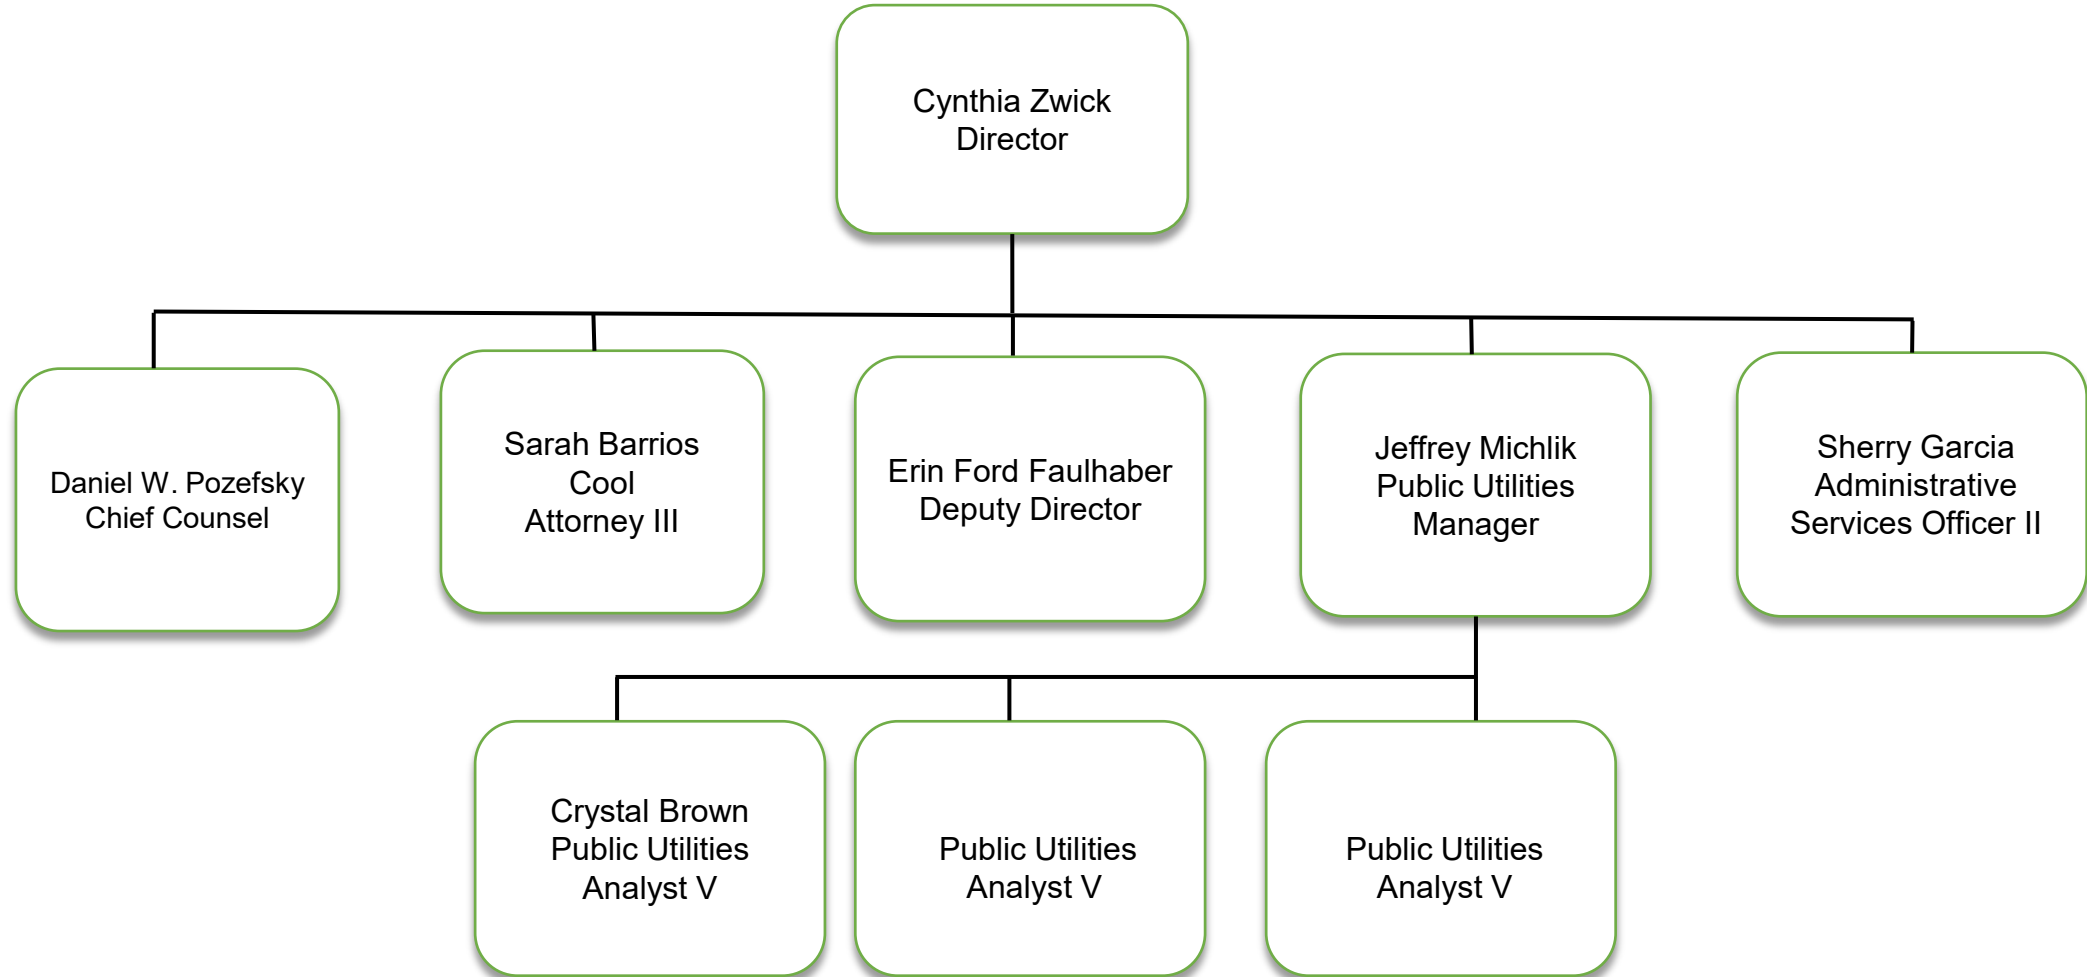 Cynthia Zwick
Director
Daniel W. Pozefsky
Chief Counsel
Sarah Barrios
Cool
Attorney III
Erin Ford Faulhaber
Deputy Director
Jeffrey Michlik
Public Utilities
Manager
Sherry Garcia
Administrative
Services Officer II
Crystal Brown
Public Utilities
Analyst V
Public Utilities
Analyst V
Public Utilities
Analyst V